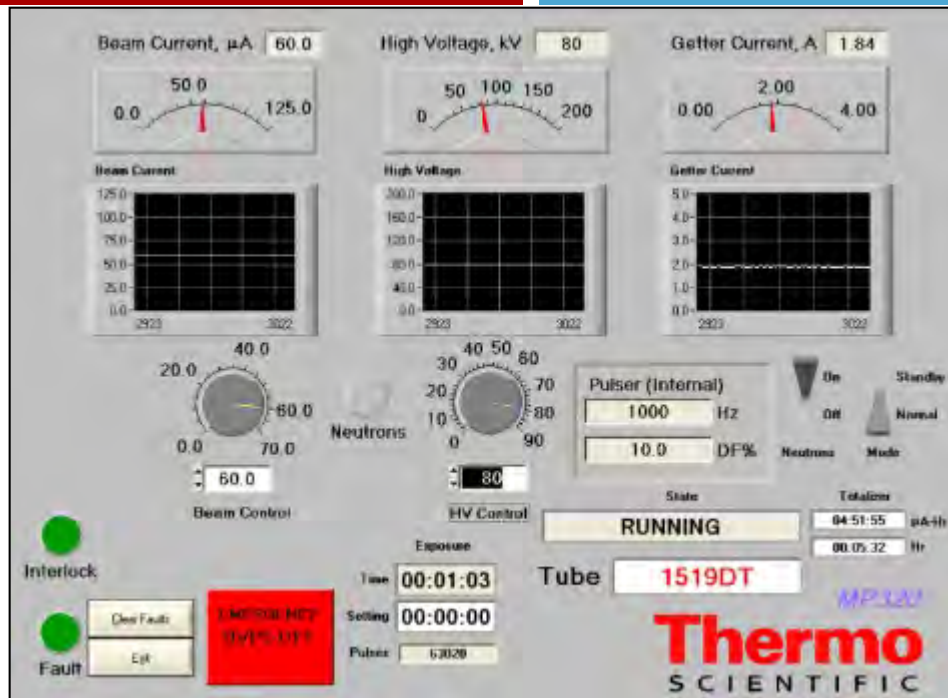 Beam Current, µA 60.0
High Voltage, kV 80
Getter Current, A 1.84
0.0 50.0 125.0
0 50 100 150 200
0.00 2.00 4.00
Beam Current
High Voltage
Getter Current
125.0
100.0
75.0
50.0
25.0
0.0
2923 3022
200.0
160.0
120.0
80.0
40.0
0.0
2923 3022
5.0
4.0
3.0
2.0
1.0
0.0
2923 3022
0.0 20.0 40.0 60.0 70.0
60.0
Beam Control
Neutrons
0 10 20 30 40 50 60 70 80 90
80
HV Control
Pulser (Internal)
1000 Hz
10.0 DF%
On
Off
Neutrons
Standby
Normal
Mode
State
RUNNING
Totalizer
04:51:55 µA-Hr
00:05:32 Hr
Interlock
Fault
Clear Faults
Exit
EMERGENCY
Exposure
Time 00:01:03
Setting 00:00:00
Pulses 63020
Tube 1519DT
MP320
Thermo
SCIENTIFIC